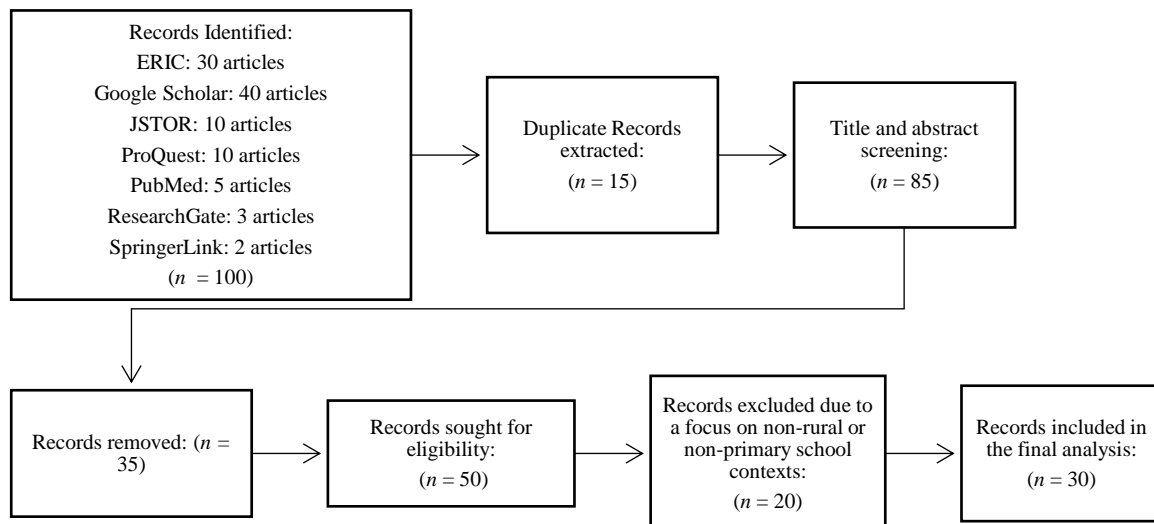 Records Identified:
ERIC: 30 articles
Google Scholar: 40 articles
JSTOR: 10 articles
ProQuest: 10 articles
PubMed: 5 articles
ResearchGate: 3 articles
SpringerLink: 2 articles
(n = 100)
Duplicate Records
extracted:
(n = 15)
Title and abstract
screening:
(n = 85)
Records removed: (n =
35)
Records sought for
eligibility:
(n = 50)
Records excluded due to
a focus on non-rural or
non-primary school
contexts:
(n = 20)
Records included in
the final analysis:
(n = 30)